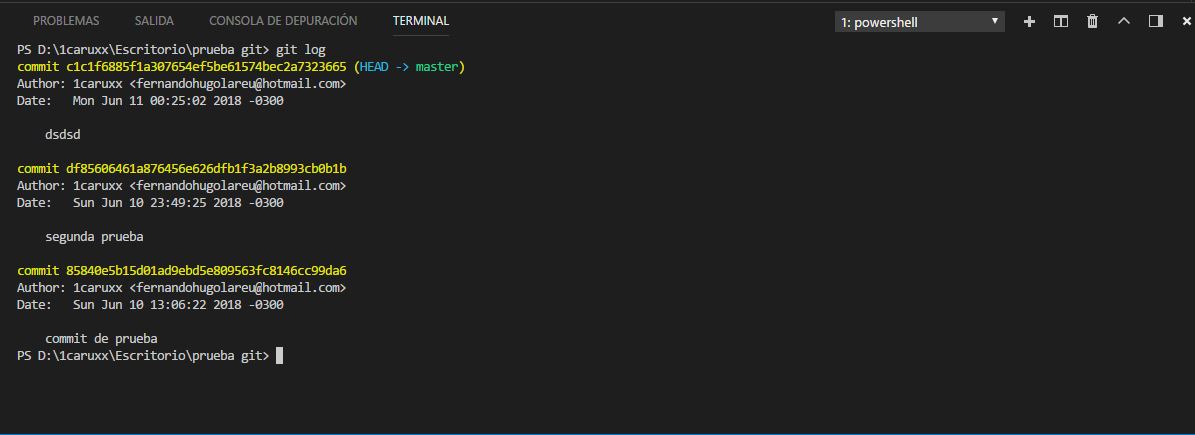 PROBLEMAS SALIDA CONSOLA DE DEPURACIÓN TERMINAL 1: powershell
PS D:\1caruxx\Escritorio\prueba git> git log
commit c1c1f6885f1a307654ef5be61574bec2a7323665 (HEAD -> master)
Author: 1caruxx <fernandohugolareu@hotmail.com>
Date:   Mon Jun 11 00:25:02 2018 -0300
dsdsd
commit df85606461a876456e626dfb1f3a2b8993cb0b1b
Author: 1caruxx <fernandohugolareu@hotmail.com>
Date:   Sun Jun 10 23:49:25 2018 -0300
segunda prueba
commit 85840e5b15d01ad9ebd5e809563fc8146cc99da6
Author: 1caruxx <fernandohugolareu@hotmail.com>
Date:   Sun Jun 10 13:06:22 2018 -0300
commit de prueba
PS D:\1caruxx\Escritorio\prueba git>